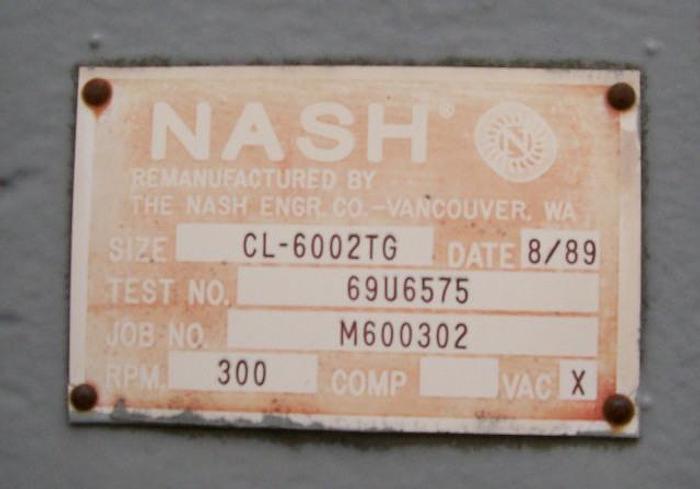 NASH®
N
REMANUFACTURED BY
THE NASH ENGR. CO.-VANCOUVER, WA
SIZE CL-6002TG DATE 8/89
TEST NO. 69U6575
JOB NO. M600302
RPM. 300 COMP VAC X